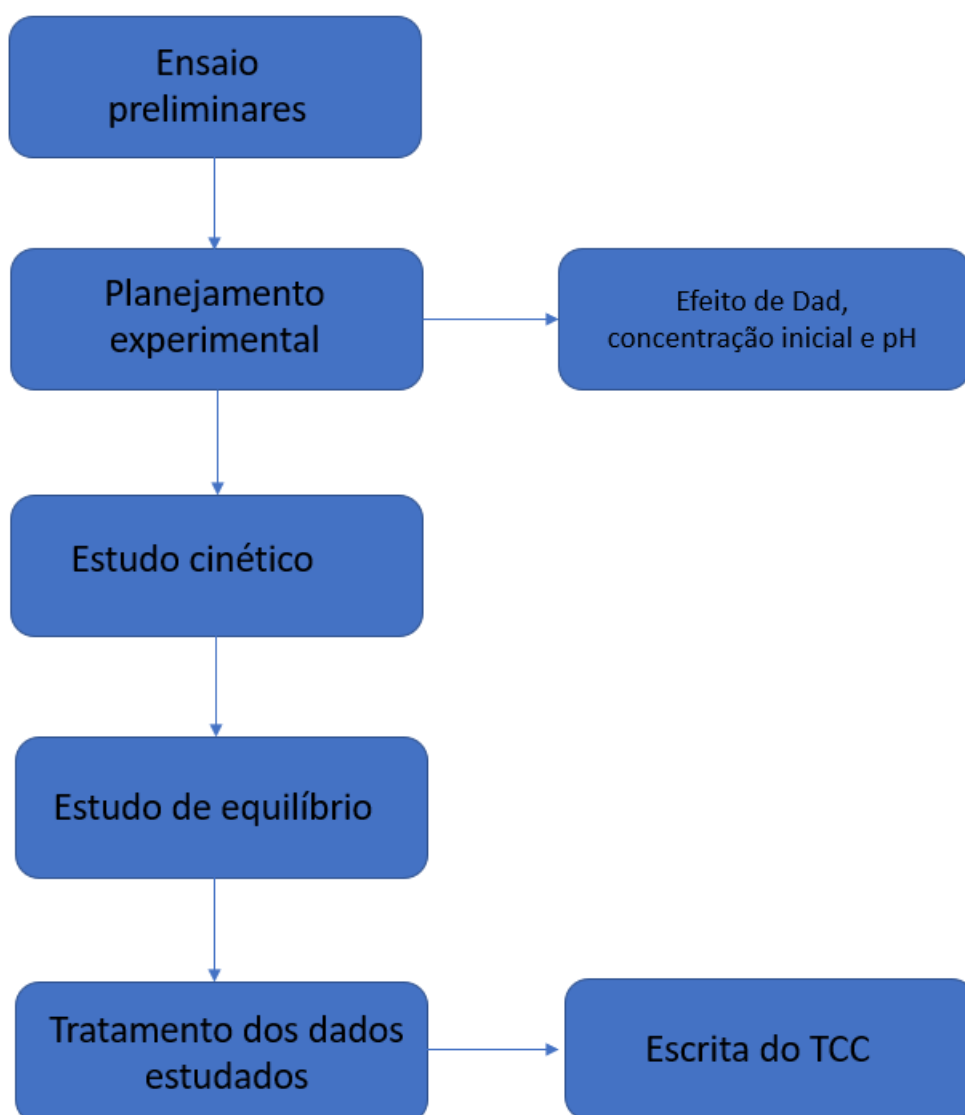 Ensaio
preliminares
Planejamento
experimental
Efeito de Dad,
concentração inicial e pH
Estudo cinético
Estudo de equilíbrio
Tratamento dos dados
estudados
Escrita do TCC